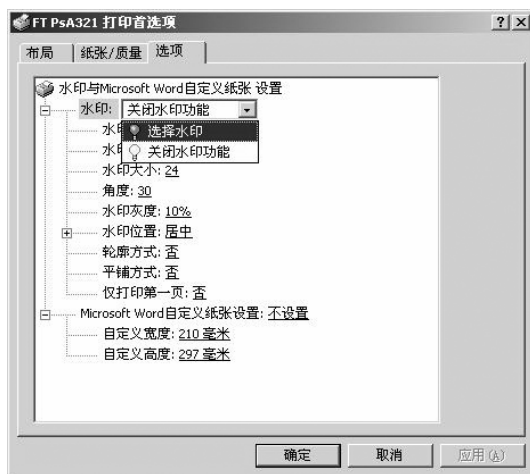 FT PsA321 打印首选项
布局 纸张/质量 选项
水印与Microsoft Word自定义纸张 设置
水印: 关闭水印功能
选择水印
关闭水印功能
水印大小: 24
角度: 30
水印灰度: 10%
水印位置: 居中
轮廓方式: 否
平铺方式: 否
仅打印第一页: 否
Microsoft Word自定义纸张设置: 不设置
自定义宽度: 210 毫米
自定义高度: 297 毫米
确定 取消 应用(A)